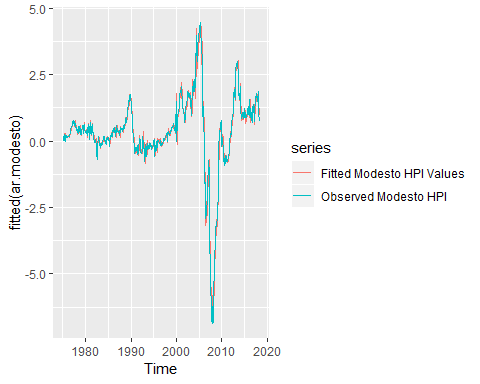 5.0
2.5
0.0
-2.5
-5.0
fitted(ar.modesto)
1980 1990 2000 2010 2020
Time
series
Fitted Modesto HPI Values
Observed Modesto HPI